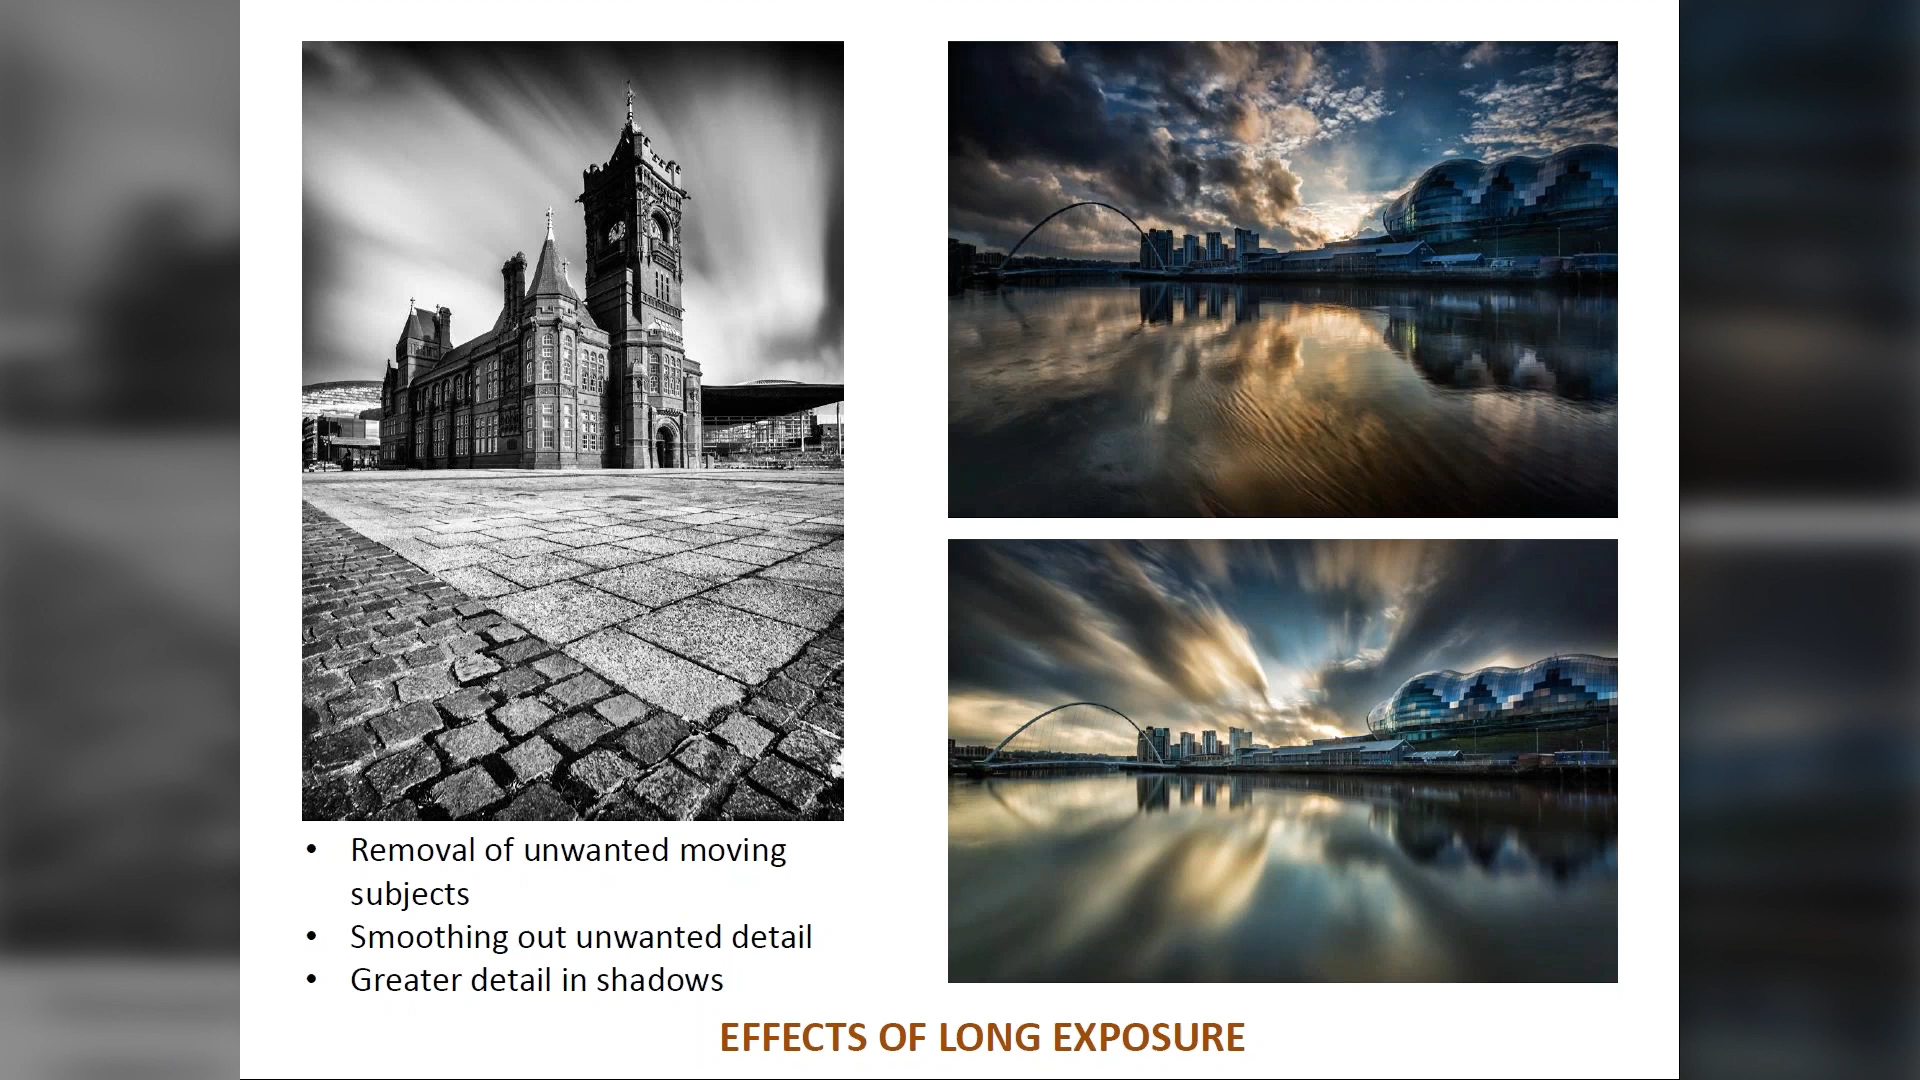 • Removal of unwanted moving
subjects
• Smoothing out unwanted detail
• Greater detail in shadows
EFFECTS OF LONG EXPOSURE